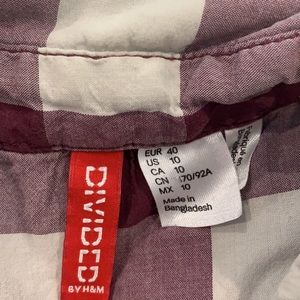 DIVIDED
BY H&M
EUR 40
US 10
CA 10
CN 170/92A
MX 10
Made in
Bangladesh